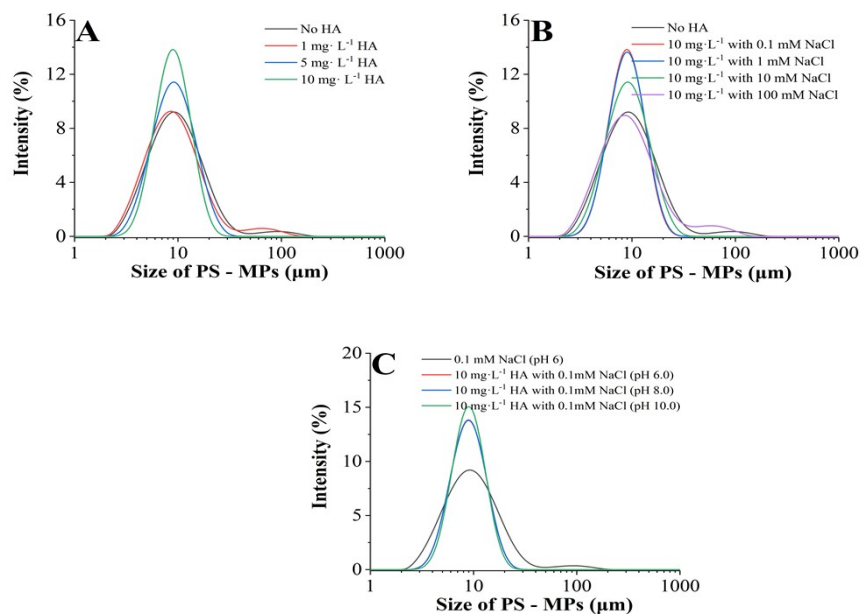 A
No HA
1 mg· L⁻¹ HA
5 mg·L⁻¹ HA
10 mg· L⁻¹ HA
Intensity (%)
16
12
8
4
0
1
10
100
1000
Size of PS - MPs (μm)
B
No HA
10 mg·L⁻¹ with 0.1 mM NaCl
10 mg·L⁻¹ with 1 mM NaCl
10 mg·L⁻¹ with 10 mM NaCl
10 mg·L⁻¹ with 100 mM NaCl
Intensity (%)
16
12
8
4
0
1
10
100
1000
Size of PS - MPs (μm)
C
0.1 mM NaCl (pH 6)
10 mg·L⁻¹ HA with 0.1mM NaCl (pH 6.0)
10 mg·L⁻¹ HA with 0.1mM NaCl (pH 8.0)
10 mg·L⁻¹ HA with 0.1mM NaCl (pH 10.0)
Intensity (%)
20
15
10
5
0
1
10
100
1000
Size of PS - MPs (μm)